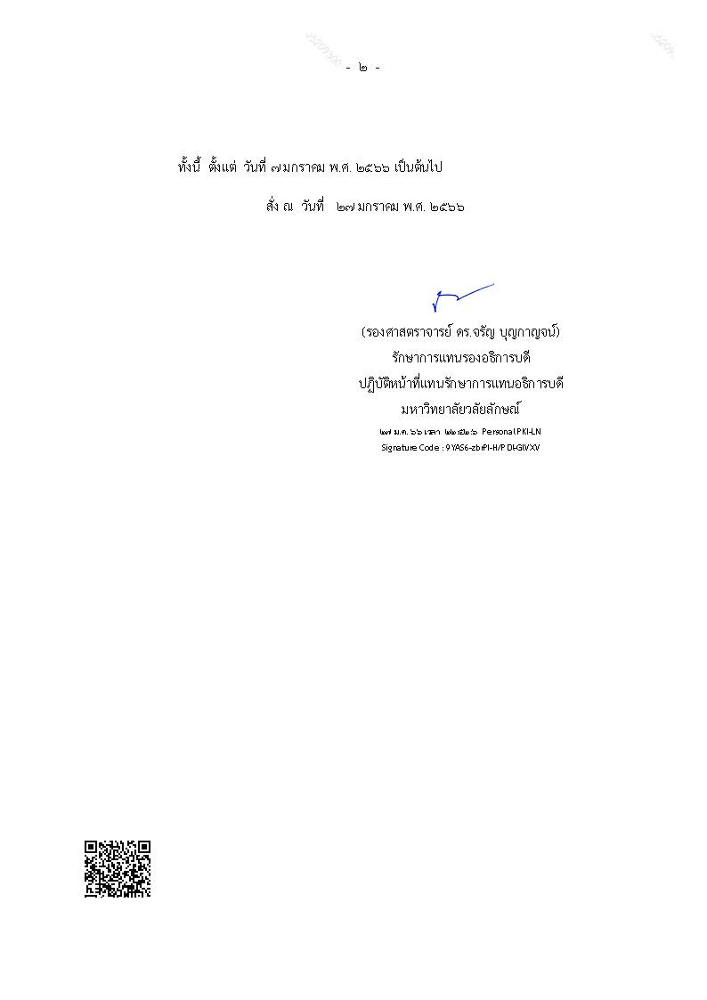 - ๒ -
ทั้งนี้ ตั้งแต่ วันที่ ๗ มกราคม พ.ศ. ๒๕๖๖ เป็นต้นไป
สั่ง ณ วันที่ ๒๗ มกราคม พ.ศ. ๒๕๖๖
(รองศาสตราจารย์ ดร.จรัญ บุญกาญจน์)
รักษาการแทนรองอธิการบดี
ปฏิบัติหน้าที่แทนรักษาการแทนอธิการบดี
มหาวิทยาลัยวลัยลักษณ์
๒๗ ม.ค. ๖๖ เวลา Personal PKI-LN
Signature Code :